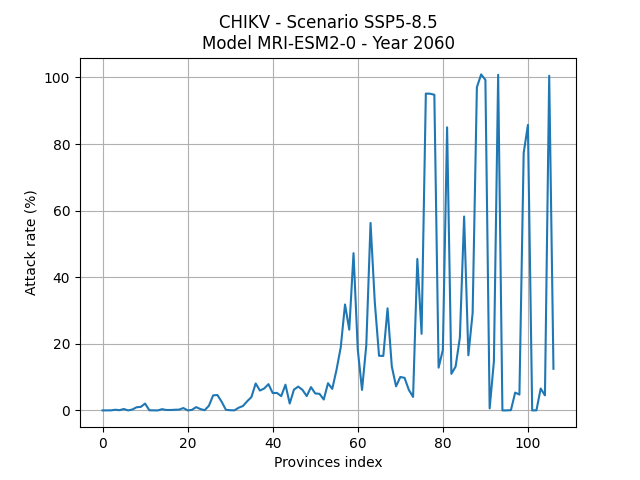 CHIKV - Scenario SSP5-8.5
Model MRI-ESM2-0 - Year 2060
100
80
60
40
20
0
Attack rate (%)
0 20 40 60 80 100
Provinces index